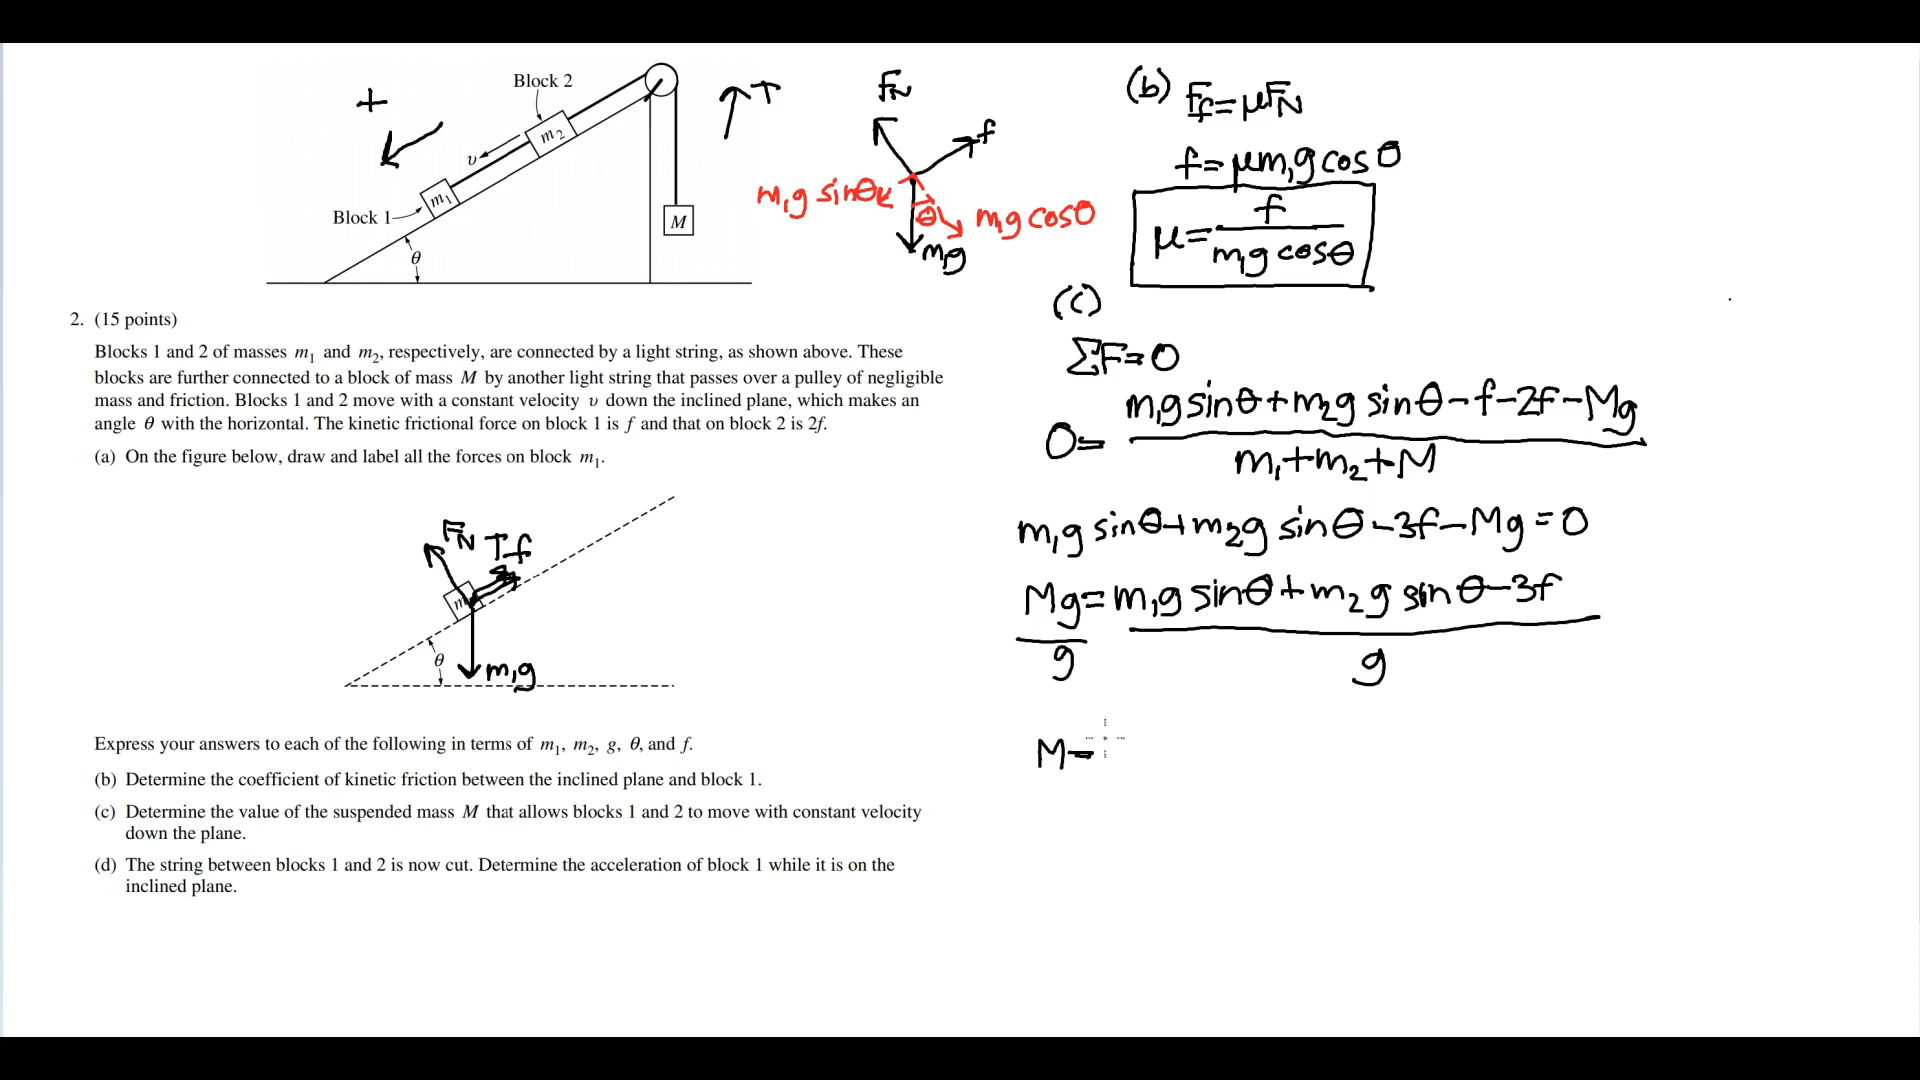 Block 2
m₂
υ
m₁
Block 1
θ
M
+
T
F_N
f
m₁g sinθ
θ
m₁g cosθ
m₁g
2. (15 points)
Blocks 1 and 2 of masses m₁ and m₂, respectively, are connected by a light string, as shown above. These
blocks are further connected to a block of mass M by another light string that passes over a pulley of negligible
mass and friction. Blocks 1 and 2 move with a constant velocity υ down the inclined plane, which makes an
angle θ with the horizontal. The kinetic frictional force on block 1 is f and that on block 2 is 2f.
(a) On the figure below, draw and label all the forces on block m₁.
F_N
T f
m
θ
m₁g
Express your answers to each of the following in terms of m₁, m₂, g, θ, and f.
(b) Determine the coefficient of kinetic friction between the inclined plane and block 1.
(c) Determine the value of the suspended mass M that allows blocks 1 and 2 to move with constant velocity
down the plane.
(d) The string between blocks 1 and 2 is now cut. Determine the acceleration of block 1 while it is on the
inclined plane.
(b) F_f=μF_N
f=μm₁g cosθ
μ=f/m₁g cosθ
(c)
ΣF=0
0=m₁g sinθ+m₂g sinθ-f-2f-Mg/m₁+m₂+M
m₁g sinθ+m₂g sinθ-3f-Mg=0
Mg=m₁g sinθ+m₂g sinθ-3f
g g
M=